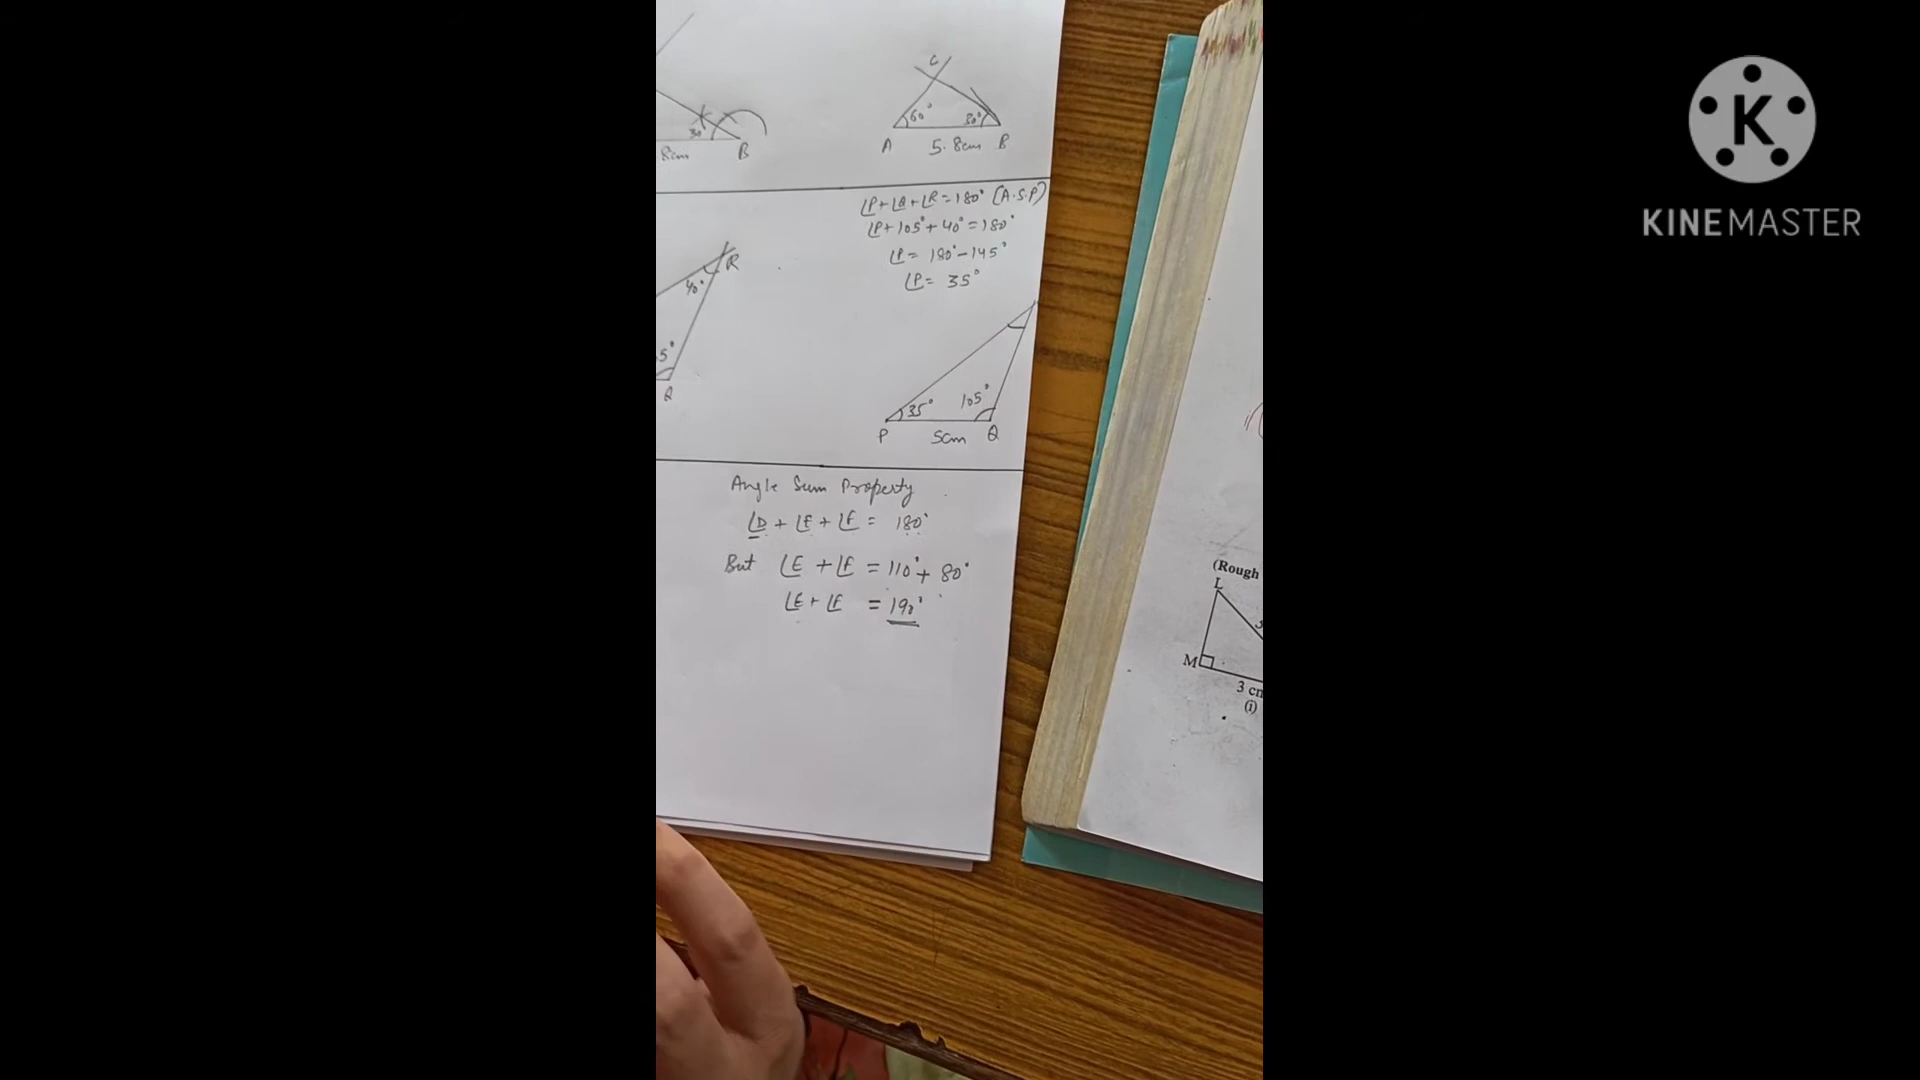 C
60°
30°
A 5.8cm B
30°
8cm B
∠P+∠Q+∠R=180° (A.S.P)
∠P+105°+40°=180°
∠P= 180°-145°
∠P= 35°
R
40°
5°
Q
35° 105°
P 5cm Q
Angle Sum Property
∠D + ∠E + ∠F = 180°
But ∠E + ∠F = 110° + 80°
∠E + ∠F = 190°
(Rough
L
M
3 cm
(i)
K
KINEMASTER